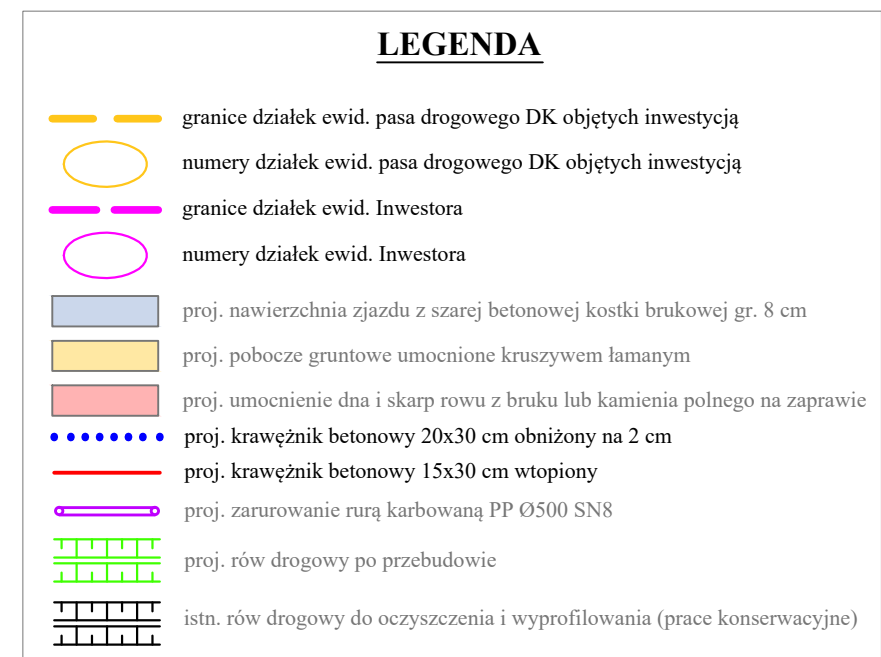 LEGENDA
granice działek ewid. pasa drogowego DK objętych inwestycją
numery działek ewid. pasa drogowego DK objętych inwestycją
granice działek ewid. Inwestora
numery działek ewid. Inwestora
proj. nawierzchnia zjazdu z szarej betonowej kostki brukowej gr. 8 cm
proj. pobocze gruntowe umocnione kruszywem łamanym
proj. umocnienie dna i skarp rowu z bruku lub kamienia polnego na zaprawie
proj. krawężnik betonowy 20x30 cm obniżony na 2 cm
proj. krawężnik betonowy 15x30 cm wtopiony
proj. zarurowanie rurą karbowaną PP Ø500 SN8
proj. rów drogowy po przebudowie
istn. rów drogowy do oczyszczenia i wyprofilowania (prace konserwacyjne)